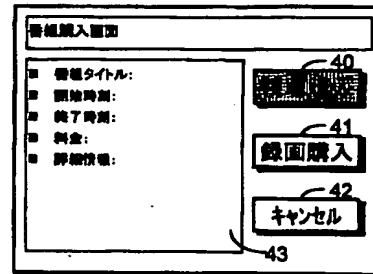 番組購入画面
番組タイトル:
開始時刻:
終了時刻:
料金:
詳細情報:
40
41
録画購入
42
キャンセル
43